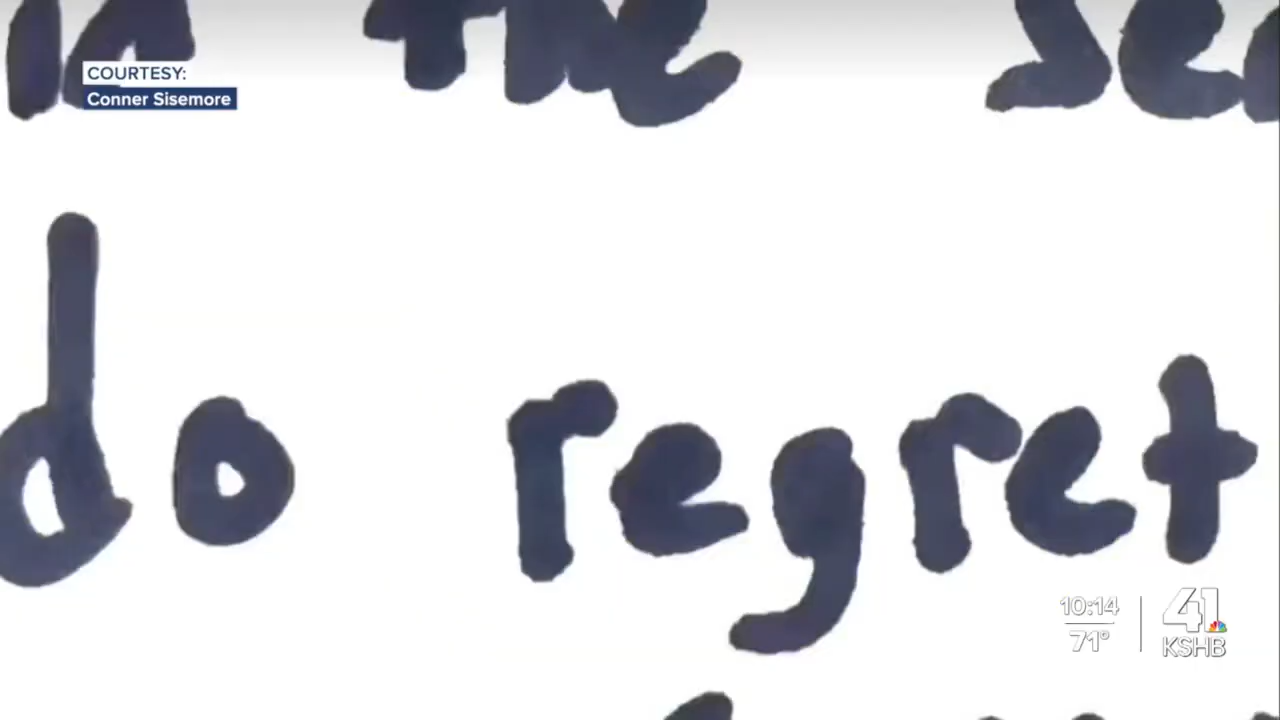 the
COURTESY:
Conner Sisemore
do regret
10:14
71°
41
KSHB